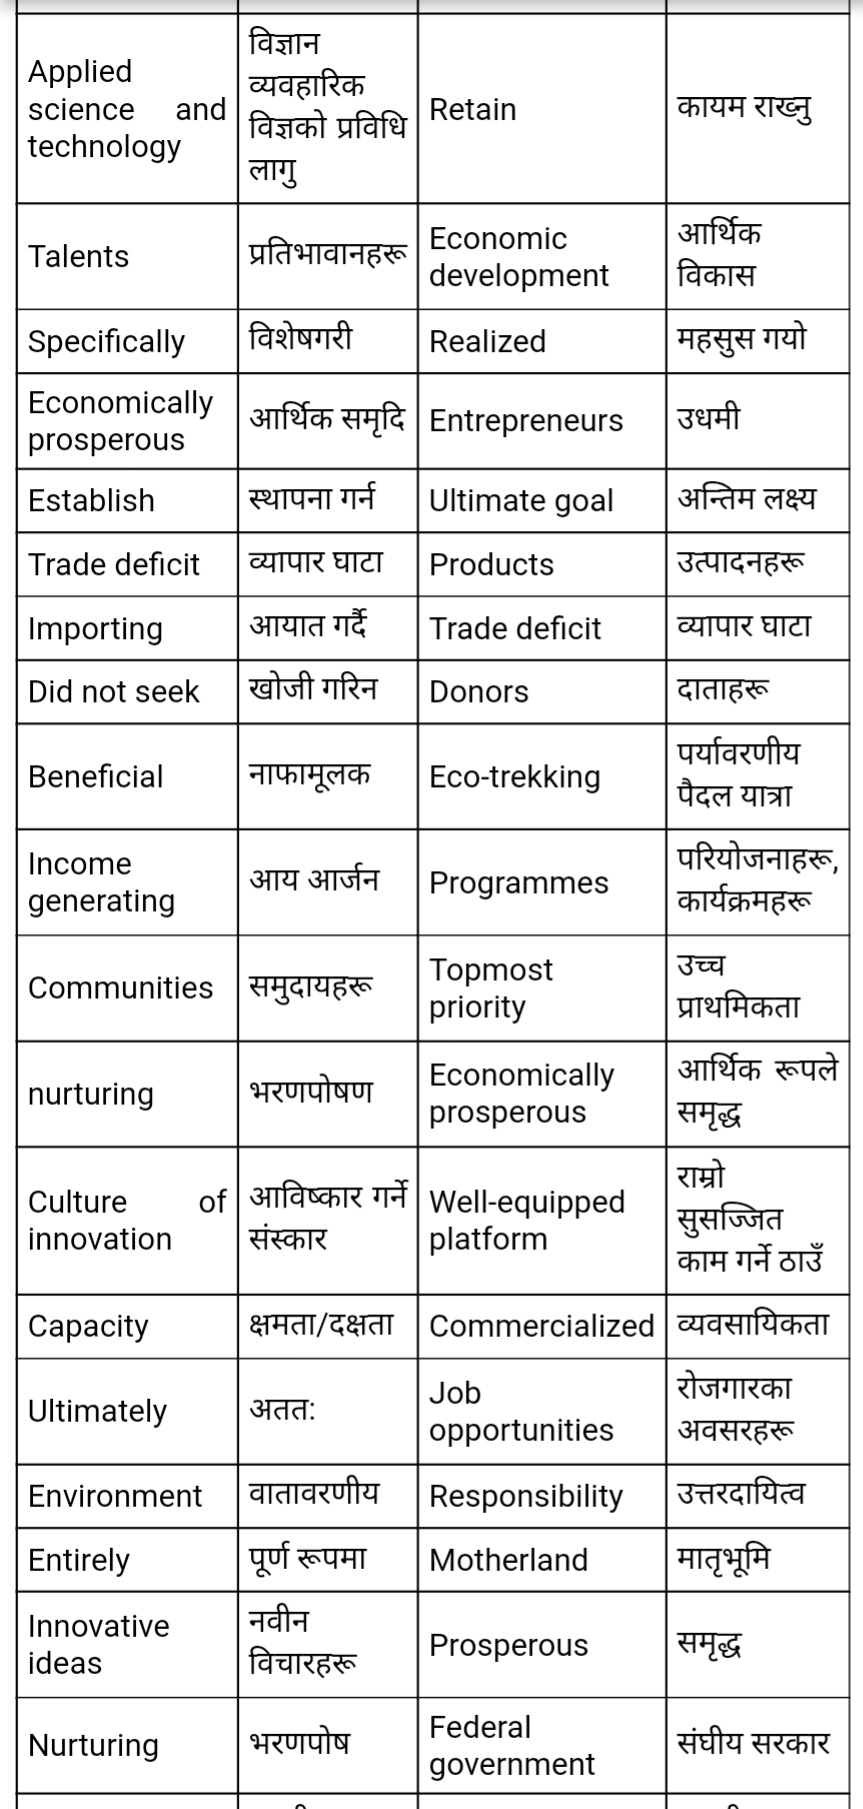 Applied
science and
technology
विज्ञान
व्यवहारिक
विज्ञको प्रविधि
लागु
Retain
कायम राख्नु
Talents
प्रतिभावानहरू
Economic
development
आर्थिक
विकास
Specifically
विशेषगरी
Realized
महसुस गयो
Economically
prosperous
आर्थिक समृदि
Entrepreneurs
उधमी
Establish
स्थापना गर्न
Ultimate goal
अन्तिम लक्ष्य
Trade deficit
व्यापार घाटा
Products
उत्पादनहरू
Importing
आयात गर्दै
Trade deficit
व्यापार घाटा
Did not seek
खोजी गरिन
Donors
दाताहरू
Beneficial
नाफामूलक
Eco-trekking
पर्यावरणीय
पैदल यात्रा
Income
generating
आय आर्जन
Programmes
परियोजनाहरू,
कार्यक्रमहरू
Communities
समुदायहरू
Topmost
priority
उच्च
प्राथमिकता
nurturing
भरणपोषण
Economically
prosperous
आर्थिक रूपले
समृद्ध
Culture of
innovation
आविष्कार गर्ने
संस्कार
Well-equipped
platform
राम्रो
सुसज्जित
काम गर्ने ठाउँ
Capacity
क्षमता/दक्षता
Commercialized
व्यवसायिकता
Ultimately
अतत:
Job
opportunities
रोजगारका
अवसरहरू
Environment
वातावरणीय
Responsibility
उत्तरदायित्व
Entirely
पूर्ण रूपमा
Motherland
मातृभूमि
Innovative
ideas
नवीन
विचारहरू
Prosperous
समृद्ध
Nurturing
भरणपोष
Federal
government
संघीय सरकार